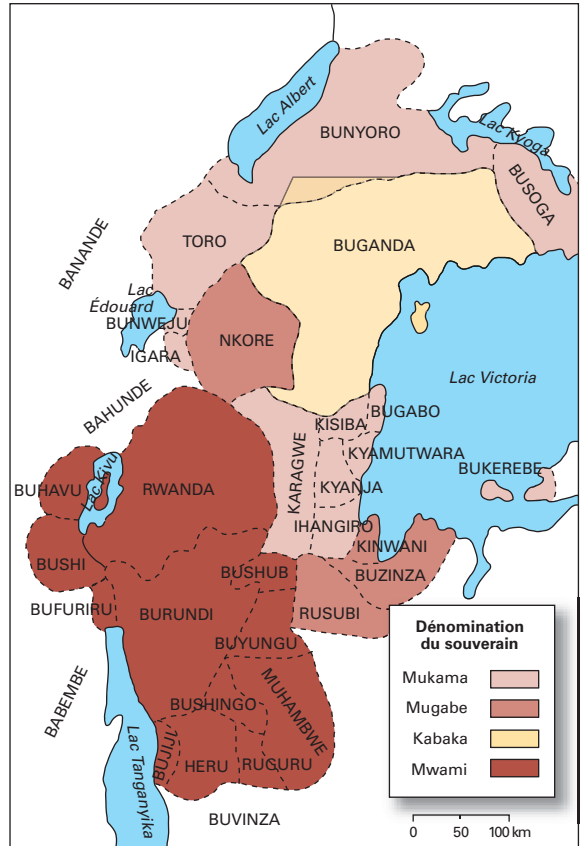 Lac Albert
BUNYORO
Lac Kyoga
BUSOGA
TORO
BUGANDA
BANANDE
Lac
Édouard
BUNWEJU
NKORE
IGARA
Lac Victoria
BAHUNDE
KISIBA
BUGABO
KARAGWE
KYAMUTWARA
BUKEREBE
Lac Kivu
BUHAVU
RWANDA
KYANJA
IHANGIRO
KINWANI
BUSHI
BUSHUB
BUZINZA
BUFURIRU
BURUNDI
RUSUBI
BUYUNGU
BABEMBE
BUSHINGO
MUHAMBWE
Lac Tanganyika
BUJIJI
HERU
RUGURU
BUVINZA
Dénomination
du souverain
Mukama
Mugabe
Kabaka
Mwami
0 50 100 km